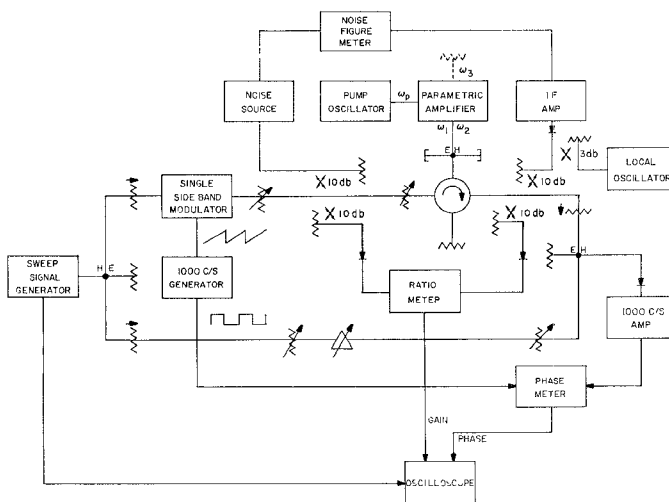 NOISE
FIGURE
METER
ω3
NOISE
SOURCE
PUMP
OSCILLATOR
ωp
PARAMETRIC
AMPLIFIER
I F
AMP
ω1 ω2
E H
3db
LOCAL
OSCILLATOR
10 db
10 db
SINGLE
SIDE BAND
MODULATOR
10 db
10 db
SWEEP
SIGNAL
GENERATOR
H E
1000 C/S
GENERATOR
RATIO
METER
E H
1000 C/S
AMP
PHASE
METER
GAIN
PHASE
OSCILLOSCOPE